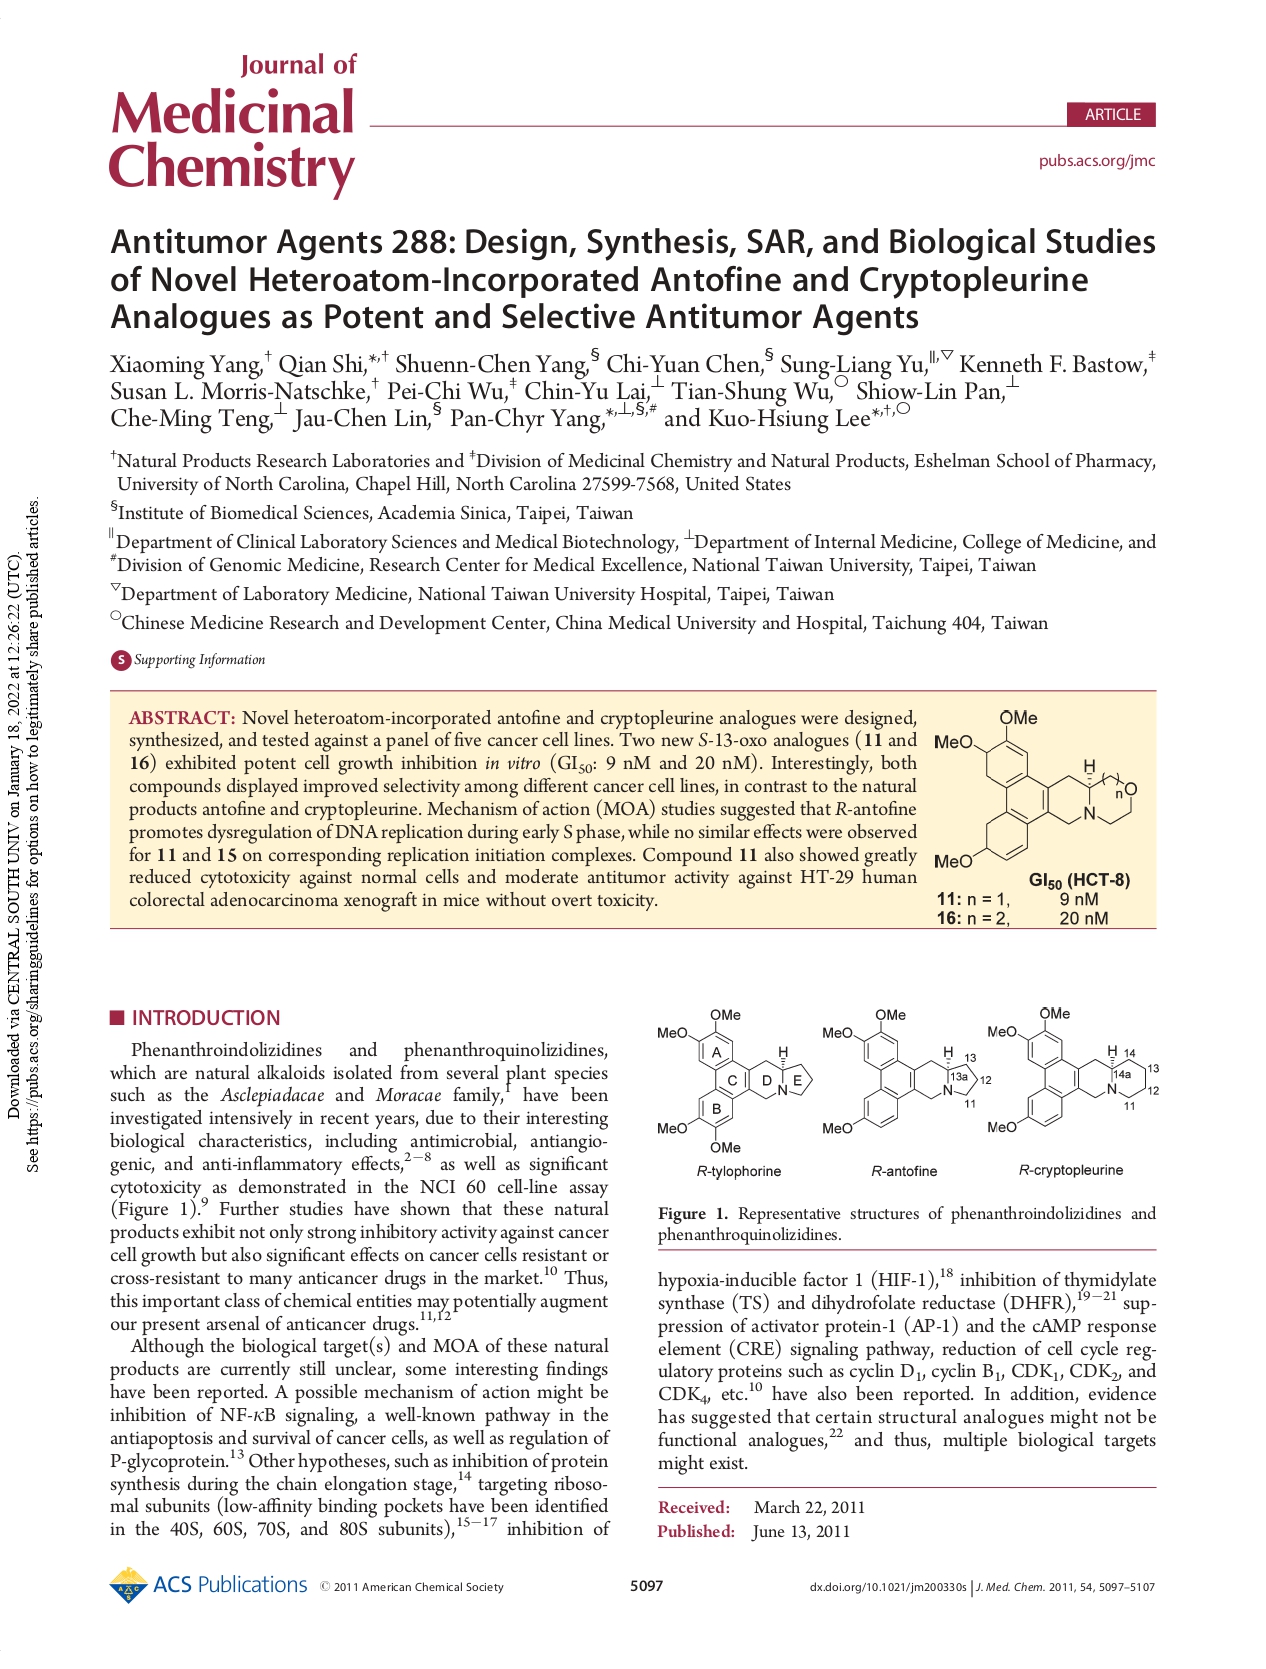 Journal of
Medicinal
Chemistry
ARTICLE
pubs.acs.org/jmc
Antitumor Agents 288: Design, Synthesis, SAR, and Biological Studies
of Novel Heteroatom-Incorporated Antofine and Cryptopleurine
Analogues as Potent and Selective Antitumor Agents
Xiaoming Yang,† Qian Shi,*,† Shuenn-Chen Yang,§ Chi-Yuan Chen,§ Sung-Liang Yu,∥,▽ Kenneth F. Bastow,‡
Susan L. Morris-Natschke,† Pei-Chi Wu,‡ Chin-Yu Lai,⊥ Tian-Shung Wu,○ Shiow-Lin Pan,⊥
Che-Ming Teng,⊥ Jau-Chen Lin,§ Pan-Chyr Yang,*,⊥,§,# and Kuo-Hsiung Lee*,†,○
†Natural Products Research Laboratories and ‡Division of Medicinal Chemistry and Natural Products, Eshelman School of Pharmacy,
University of North Carolina, Chapel Hill, North Carolina 27599-7568, United States
§Institute of Biomedical Sciences, Academia Sinica, Taipei, Taiwan
∥Department of Clinical Laboratory Sciences and Medical Biotechnology, ⊥Department of Internal Medicine, College of Medicine, and
#Division of Genomic Medicine, Research Center for Medical Excellence, National Taiwan University, Taipei, Taiwan
▽Department of Laboratory Medicine, National Taiwan University Hospital, Taipei, Taiwan
○Chinese Medicine Research and Development Center, China Medical University and Hospital, Taichung 404, Taiwan
S Supporting Information
ABSTRACT: Novel heteroatom-incorporated antofine and cryptopleurine analogues were designed,
synthesized, and tested against a panel of five cancer cell lines. Two new S-13-oxo analogues (11 and
16) exhibited potent cell growth inhibition in vitro (GI50: 9 nM and 20 nM). Interestingly, both
compounds displayed improved selectivity among different cancer cell lines, in contrast to the natural
products antofine and cryptopleurine. Mechanism of action (MOA) studies suggested that R-antofine
promotes dysregulation of DNA replication during early S phase, while no similar effects were observed
for 11 and 15 on corresponding replication initiation complexes. Compound 11 also showed greatly
reduced cytotoxicity against normal cells and moderate antitumor activity against HT-29 human
colorectal adenocarcinoma xenograft in mice without overt toxicity.
OMe
MeO
H
n
O
N
MeO
GI50 (HCT-8)
11: n = 1, 9 nM
16: n = 2, 20 nM
■ INTRODUCTION
Phenanthroindolizidines and phenanthroquinolizidines,
which are natural alkaloids isolated from several plant species
such as the Asclepiadacae and Moracae family,1 have been
investigated intensively in recent years, due to their interesting
biological characteristics, including antimicrobial, antiangio-
genic, and anti-inflammatory effects,2−8 as well as significant
cytotoxicity as demonstrated in the NCI 60 cell-line assay
(Figure 1).9 Further studies have shown that these natural
products exhibit not only strong inhibitory activity against cancer
cell growth but also significant effects on cancer cells resistant or
cross-resistant to many anticancer drugs in the market.10 Thus,
this important class of chemical entities may potentially augment
our present arsenal of anticancer drugs.11,12
Although the biological target(s) and MOA of these natural
products are currently still unclear, some interesting findings
have been reported. A possible mechanism of action might be
inhibition of NF-κB signaling, a well-known pathway in the
antiapoptosis and survival of cancer cells, as well as regulation of
P-glycoprotein.13 Other hypotheses, such as inhibition of protein
synthesis during the chain elongation stage,14 targeting riboso-
mal subunits (low-affinity binding pockets have been identified
in the 40S, 60S, 70S, and 80S subunits),15−17 inhibition of
OMe
MeO
A
H
C
D
E
N
B
MeO
OMe
R-tylophorine
OMe
MeO
H
13
13a
12
N
11
MeO
R-antofine
OMe
MeO
H
14
13
14a
12
N
11
MeO
R-cryptopleurine
Figure 1. Representative structures of phenanthroindolizidines and
phenanthroquinolizidines.
hypoxia-inducible factor 1 (HIF-1),18 inhibition of thymidylate
synthase (TS) and dihydrofolate reductase (DHFR),19−21 sup-
pression of activator protein-1 (AP-1) and the cAMP response
element (CRE) signaling pathway, reduction of cell cycle reg-
ulatory proteins such as cyclin D1, cyclin B1, CDK1, CDK2, and
CDK4, etc.10 have also been reported. In addition, evidence
has suggested that certain structural analogues might not be
functional analogues,22 and thus, multiple biological targets
might exist.
Received: March 22, 2011
Published: June 13, 2011
ACS Publications © 2011 American Chemical Society
5097
dx.doi.org/10.1021/jm200330s | J. Med. Chem. 2011, 54, 5097–5107
Downloaded via CENTRAL SOUTH UNIV on January 18, 2022 at 12:26:22 (UTC).
See https://pubs.acs.org/sharingguidelines for options on how to legitimately share published articles.